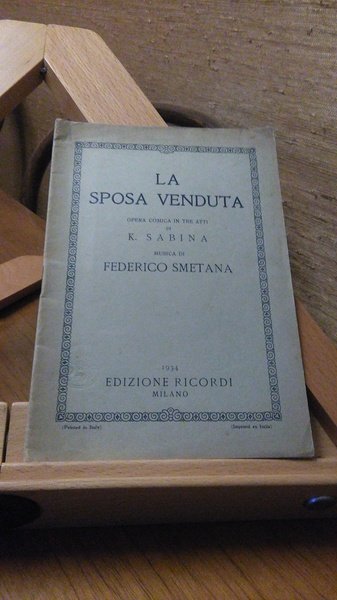 LA
SPOSA VENDUTA
OPERA COMICA IN TRE ATTI
DI
K. SABINA
MUSICA DI
FEDERICO SMETANA
1934
EDIZIONE RICORDI
MILANO
(Printed in Italy) (Imprimé en Italie)